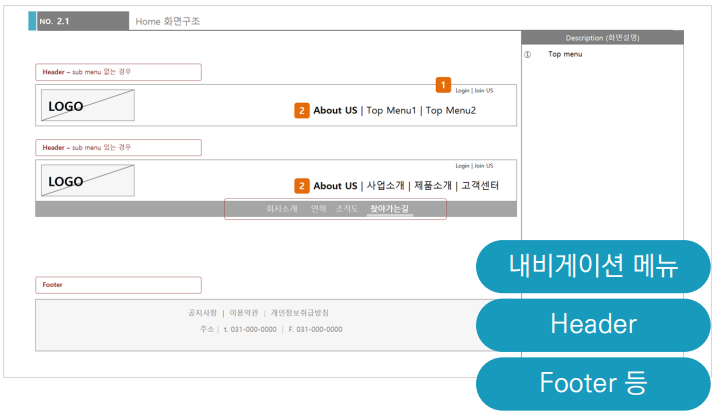 NO. 2.1
Home 화면구조
Description (화면설명)
① Top menu
Header – sub menu 없는 경우
1
Login | Join US
LOGO
2 About US | Top Menu1 | Top Menu2
Header – sub menu 있는 경우
Login | Join US
LOGO
2 About US | 사업소개 | 제품소개 | 고객센터
회사소개 연혁 조직도 찾아가는길
내비게이션 메뉴
Footer
공지사항 | 이용약관 | 개인정보취급방침
주소 | t. 031-000-0000 | F. 031-000-0000
Header
Footer 등